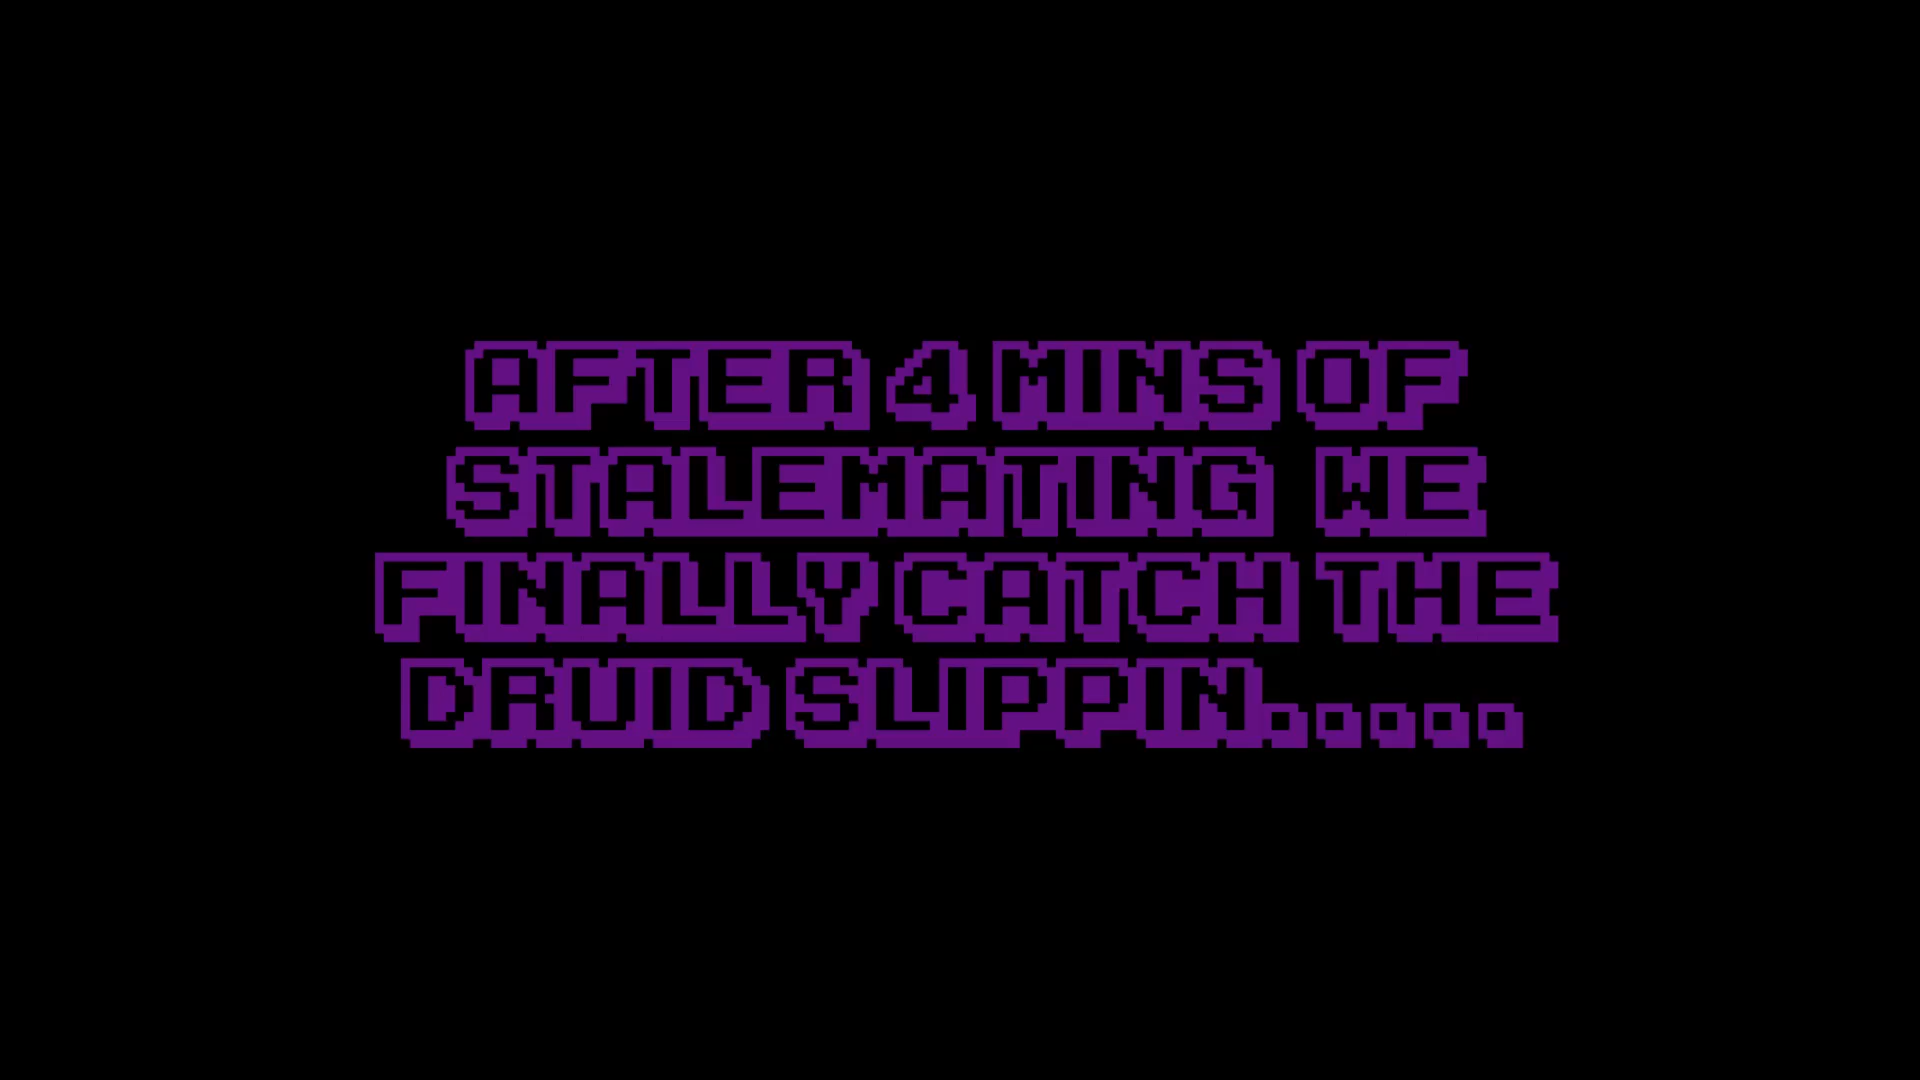 AFTER 4 MINS OF
STALEMATING WE
FINALLY CATCH THE
DRUID SLIPPIN.....